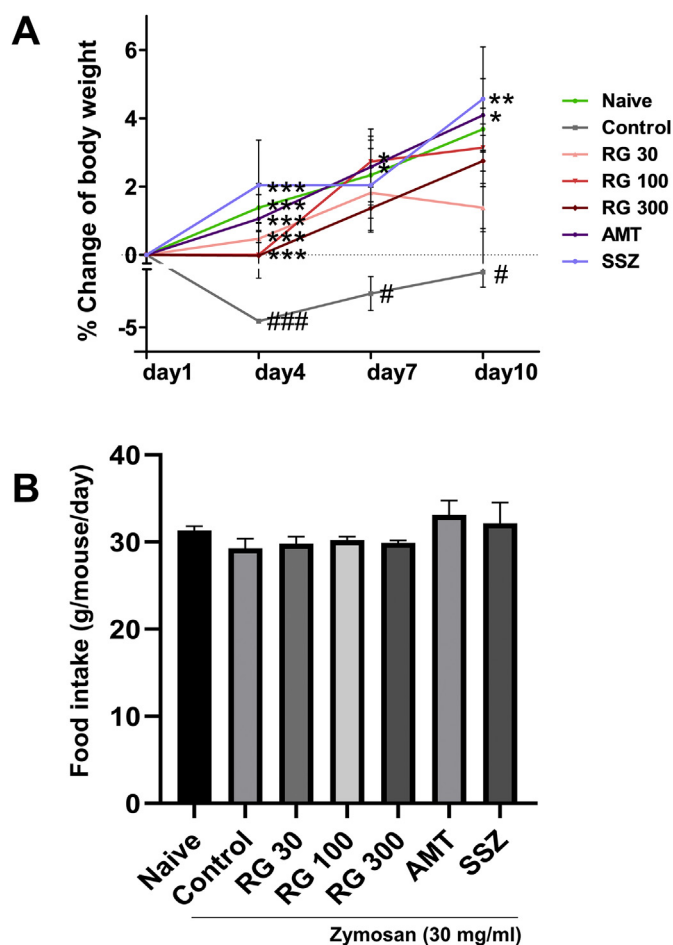 A
% Change of body weight
6
4
2
0
-5
***
***
***
***
***
###
*
*
#
**
*
#
day1 day4 day7 day10
Naive
Control
RG 30
RG 100
RG 300
AMT
SSZ
B
Food intake (g/mouse/day)
40
30
20
10
0
Naive Control RG 30 RG 100 RG 300 AMT SSZ
Zymosan (30 mg/ml)